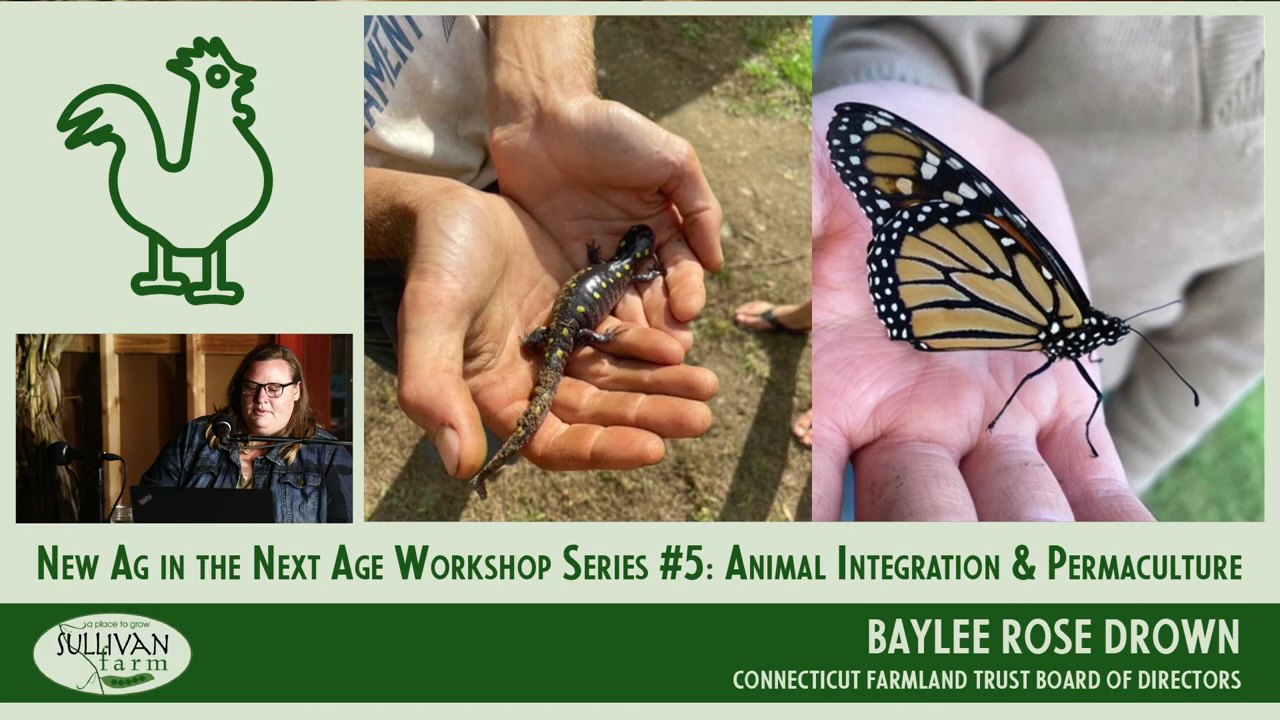 AMENT
New Ag in the Next Age Workshop Series #5: Animal Integration & Permaculture
a place to grow
SULLIVAN
farm
BAYLEE ROSE DROWN
CONNECTICUT FARMLAND TRUST BOARD OF DIRECTORS